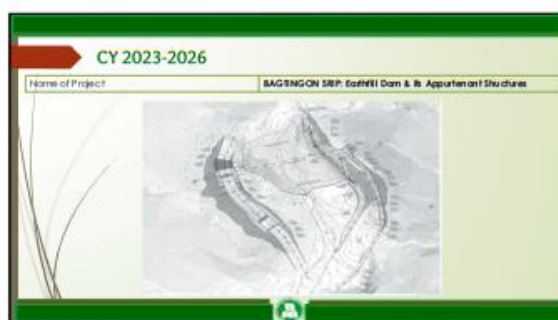 CY 2023-2026
Name of Project
BAGTINGON SRIP: Earthfill Dam & Its Appurtenant Structures